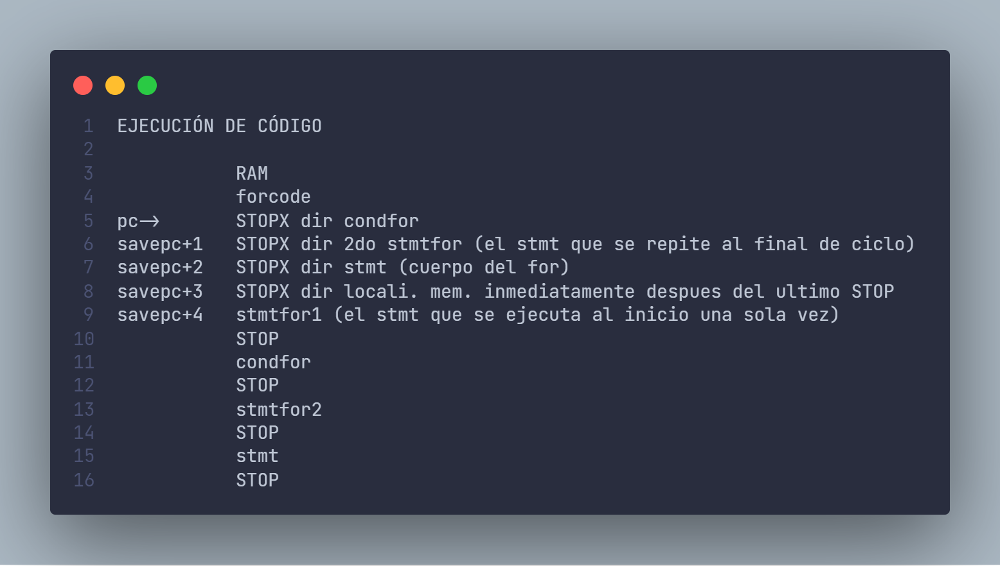 1 EJECUCIÓN DE CÓDIGO
2
3 RAM
4 forcode
5 pc-> STOPX dir condfor
6 savepc+1 STOPX dir 2do stmtfor (el stmt que se repite al final de ciclo)
7 savepc+2 STOPX dir stmt (cuerpo del for)
8 savepc+3 STOPX dir locali. mem. inmediatamente despues del ultimo STOP
9 savepc+4 stmtfor1 (el stmt que se ejecuta al inicio una sola vez)
10 STOP
11 condfor
12 STOP
13 stmtfor2
14 STOP
15 stmt
16 STOP